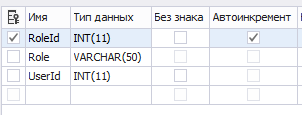 Имя Тип данных Без знака Автоинкремент
RoleId INT(11)
Role VARCHAR(50)
UserId INT(11)